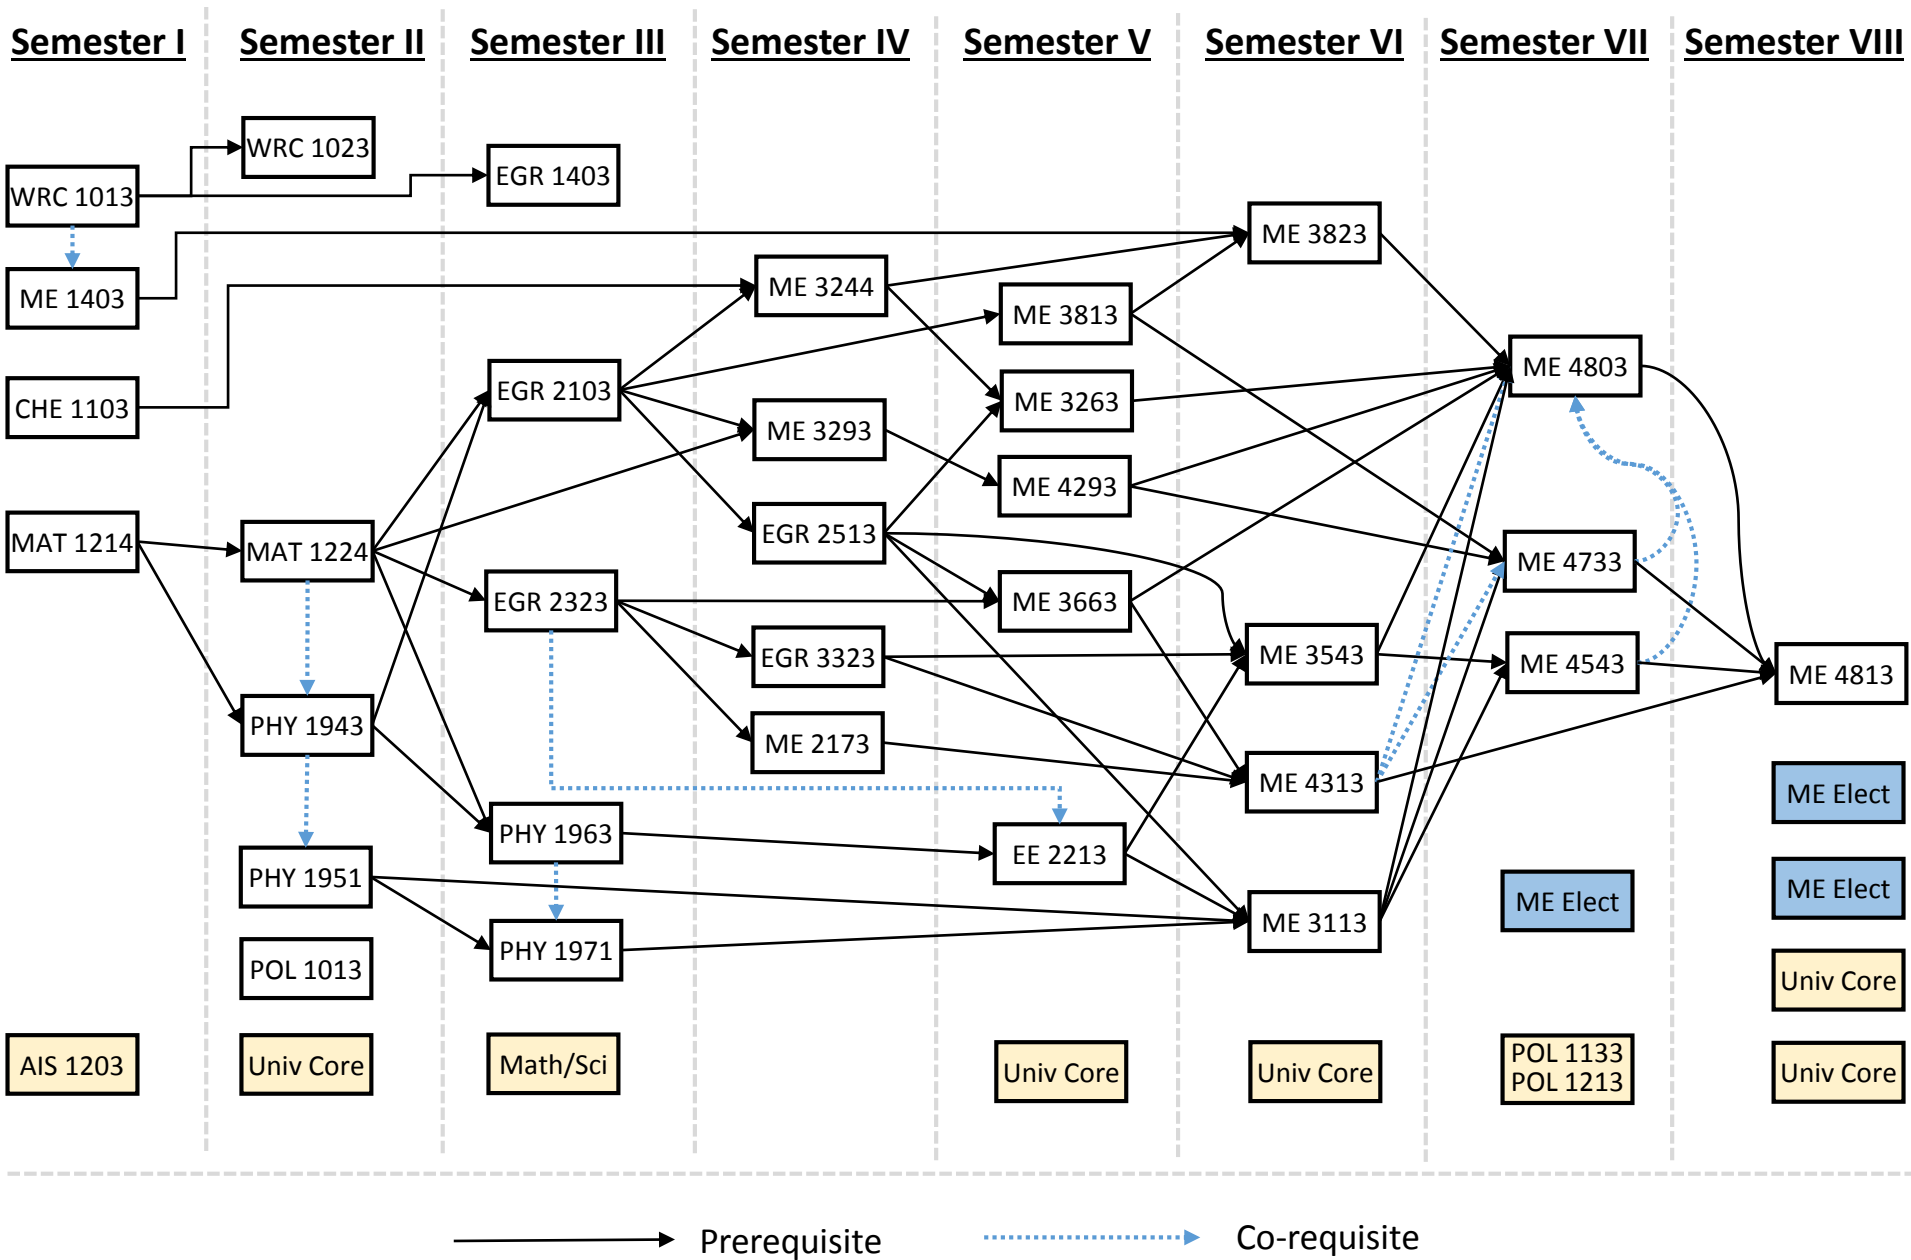 Semester I
Semester II
Semester III
Semester IV
Semester V
Semester VI
Semester VII
Semester VIII
WRC 1013
ME 1403
CHE 1103
MAT 1214
AIS 1203
WRC 1023
MAT 1224
PHY 1943
PHY 1951
POL 1013
Univ Core
EGR 1403
EGR 2103
EGR 2323
PHY 1963
PHY 1971
Math/Sci
ME 3244
ME 3293
EGR 2513
EGR 3323
ME 2173
ME 3813
ME 3263
ME 4293
ME 3663
EE 2213
Univ Core
ME 3823
ME 3543
ME 4313
ME 3113
Univ Core
ME 4803
ME 4733
ME 4543
ME Elect
POL 1133
POL 1213
ME 4813
ME Elect
ME Elect
Univ Core
Univ Core
Prerequisite
Co-requisite